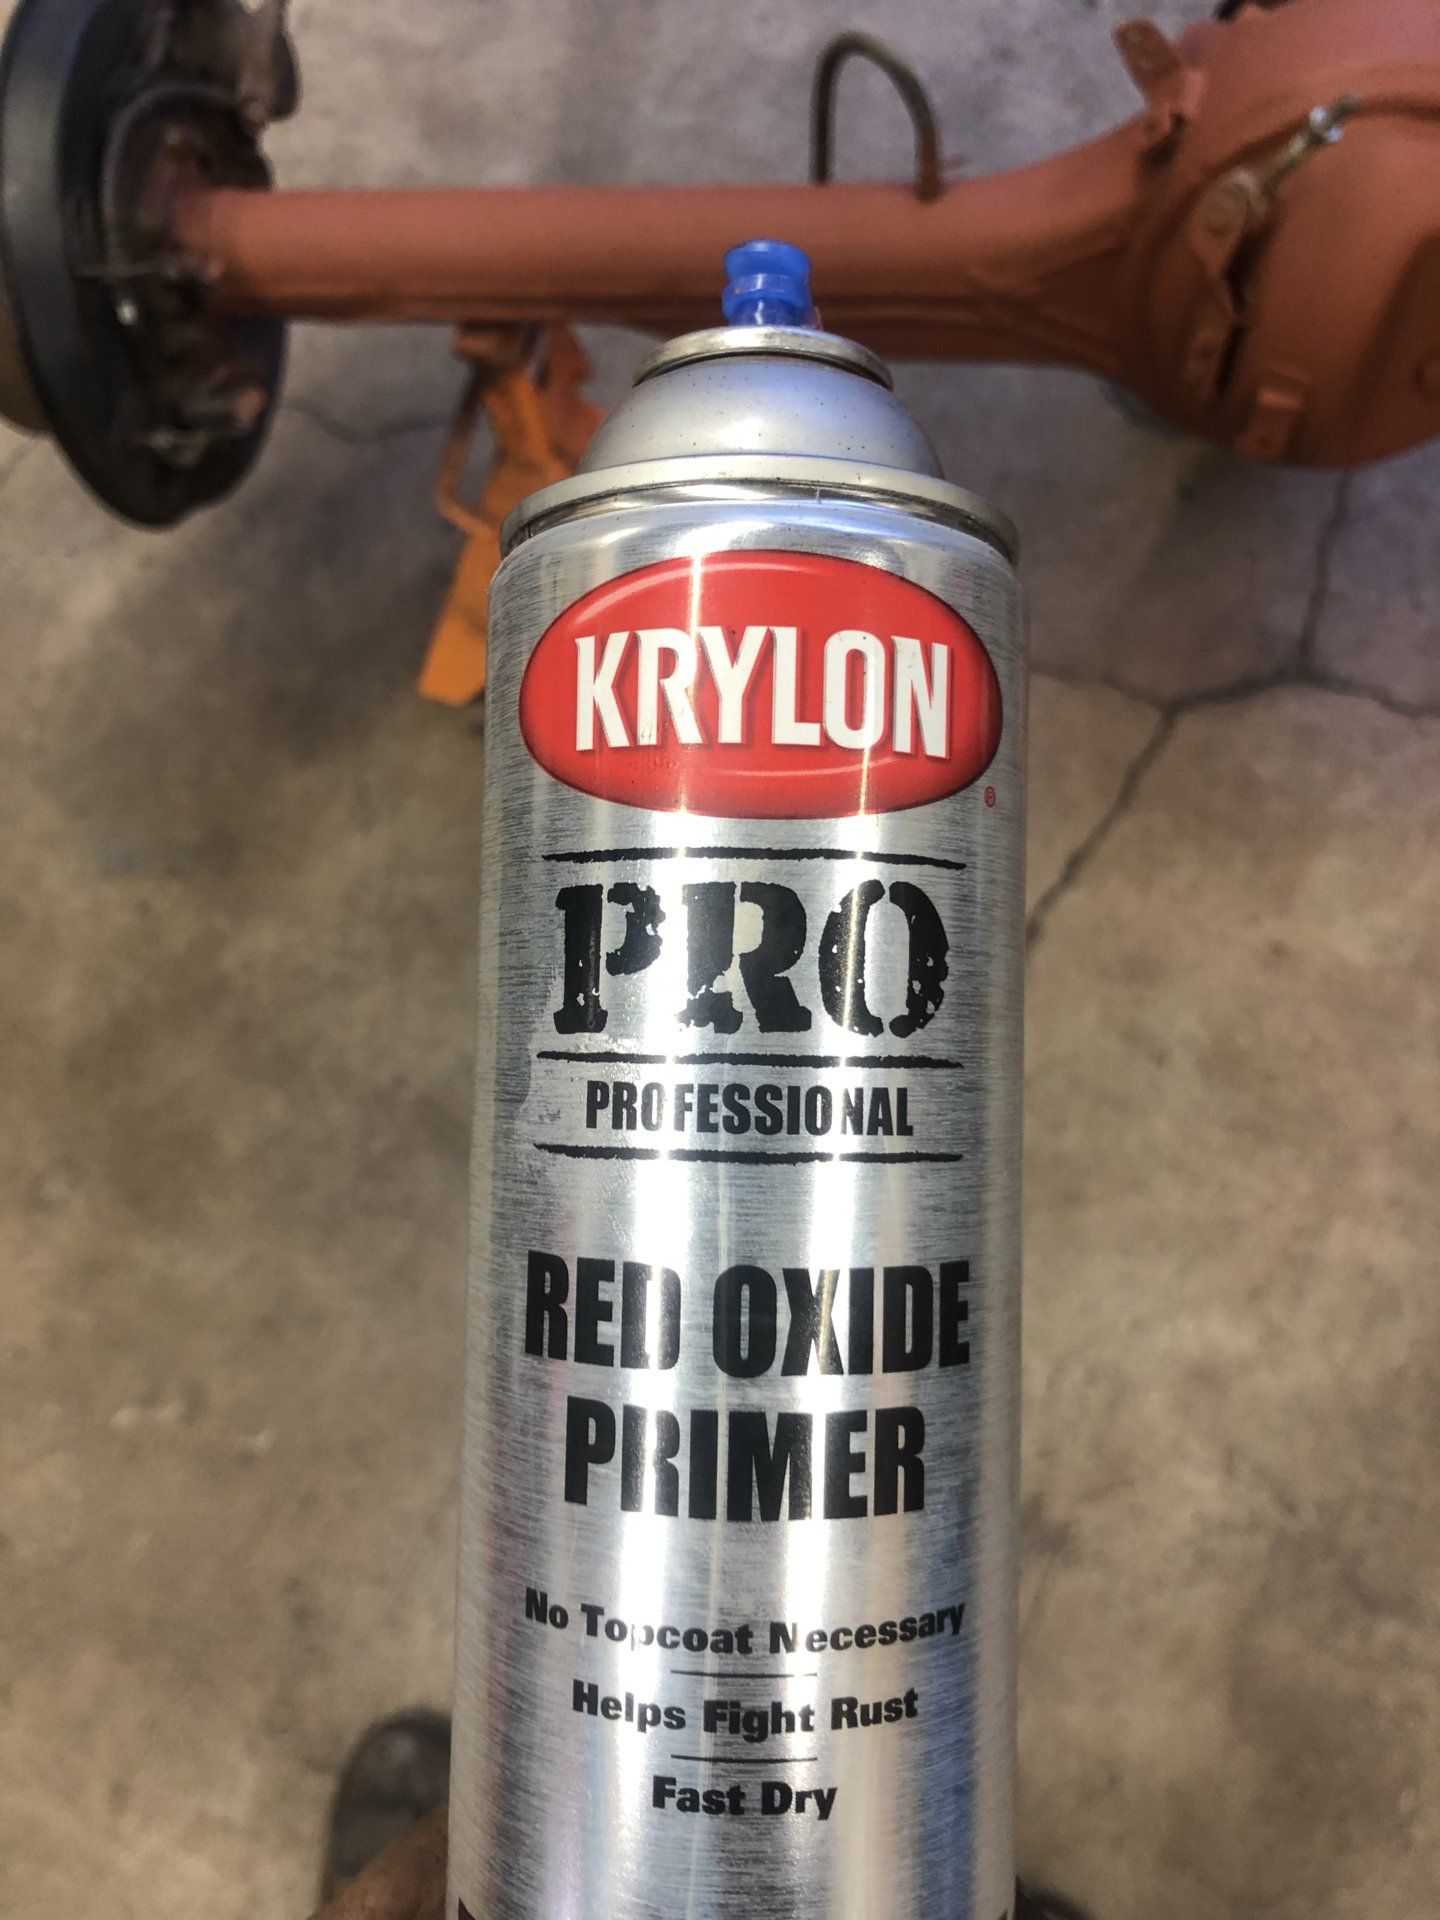 KRYLON
®
PRO
PROFESSIONAL
RED OXIDE
PRIMER
No Topcoat Necessary
Helps Fight Rust
Fast Dry